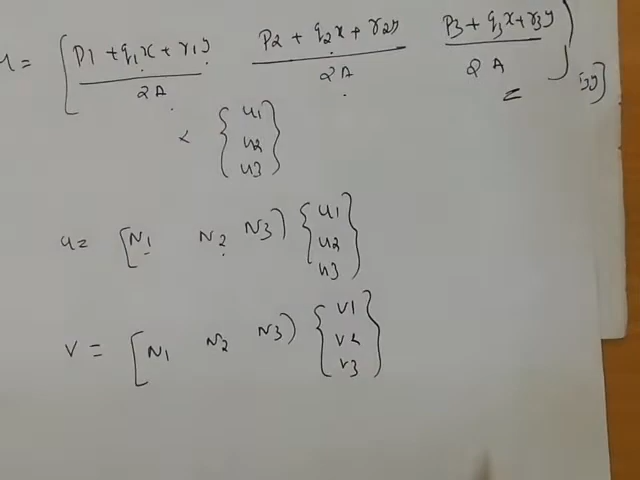 u = [ p1 + q1x + r1y / 2A   p2 + q2x + r2y / 2A   p3 + q3x + r3y / 2A ]
× { u1
u2
u3 }
u = [ N1 N2 N3 ) { u1
u2
u3 }
v = [ N1 N2 N3 ) { v1
v2
v3 }